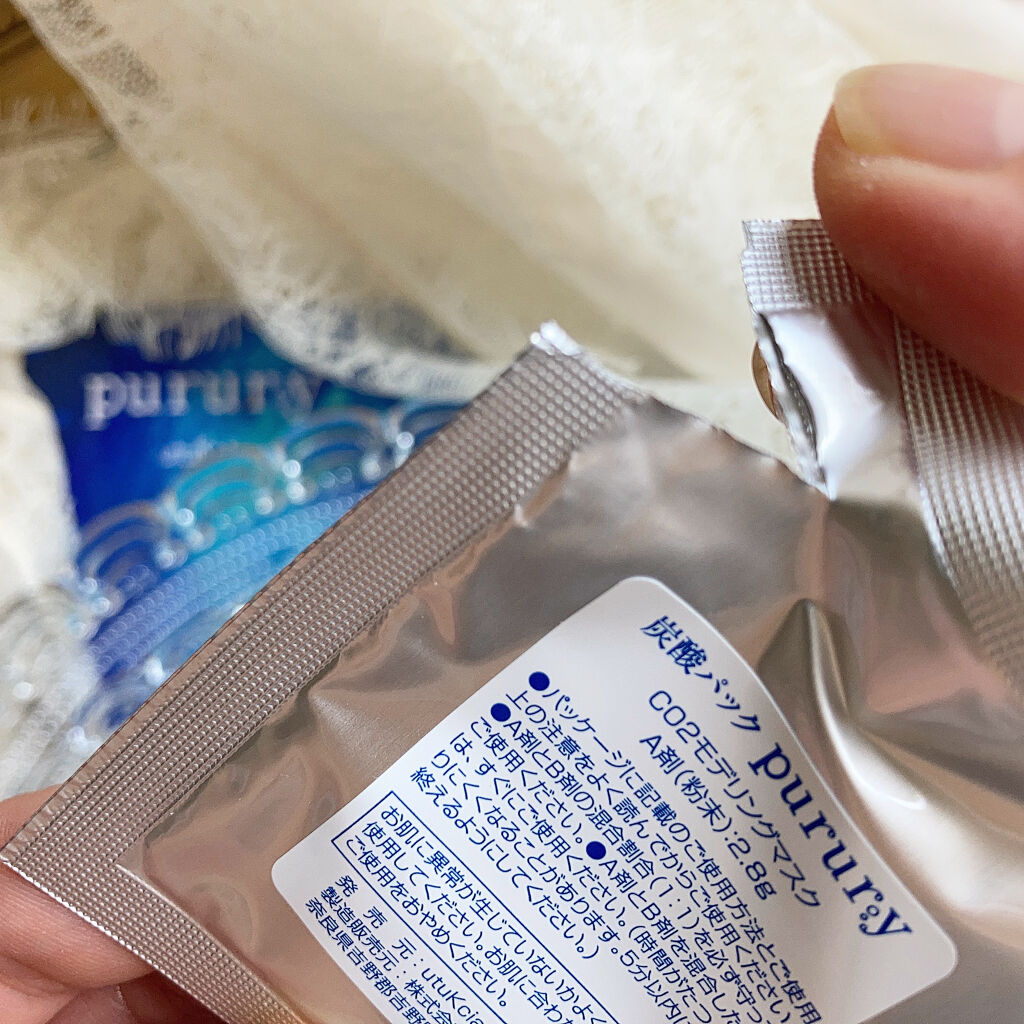 purury
炭酸パック purury
CO2モデリングマスク
A剤(粉末):2.8g
●パッケージに記載のご使用方法とご使用
上の注意をよく読んでからご使用ください
●A剤とB剤の混合割合(1:1)を必ず守っ
ご使用ください。●A剤とB剤を混合した
は、すぐにご使用ください。(時間がたつ
りにくくなることがあります。5分以内に
終えるようにしてください。)
お肌に異常が生じていないかよく
使用してください。お肌に合わ
ご使用をおやめください。
発売元:utuKcia
製造販売元:株式会
奈良県吉野郡吉野